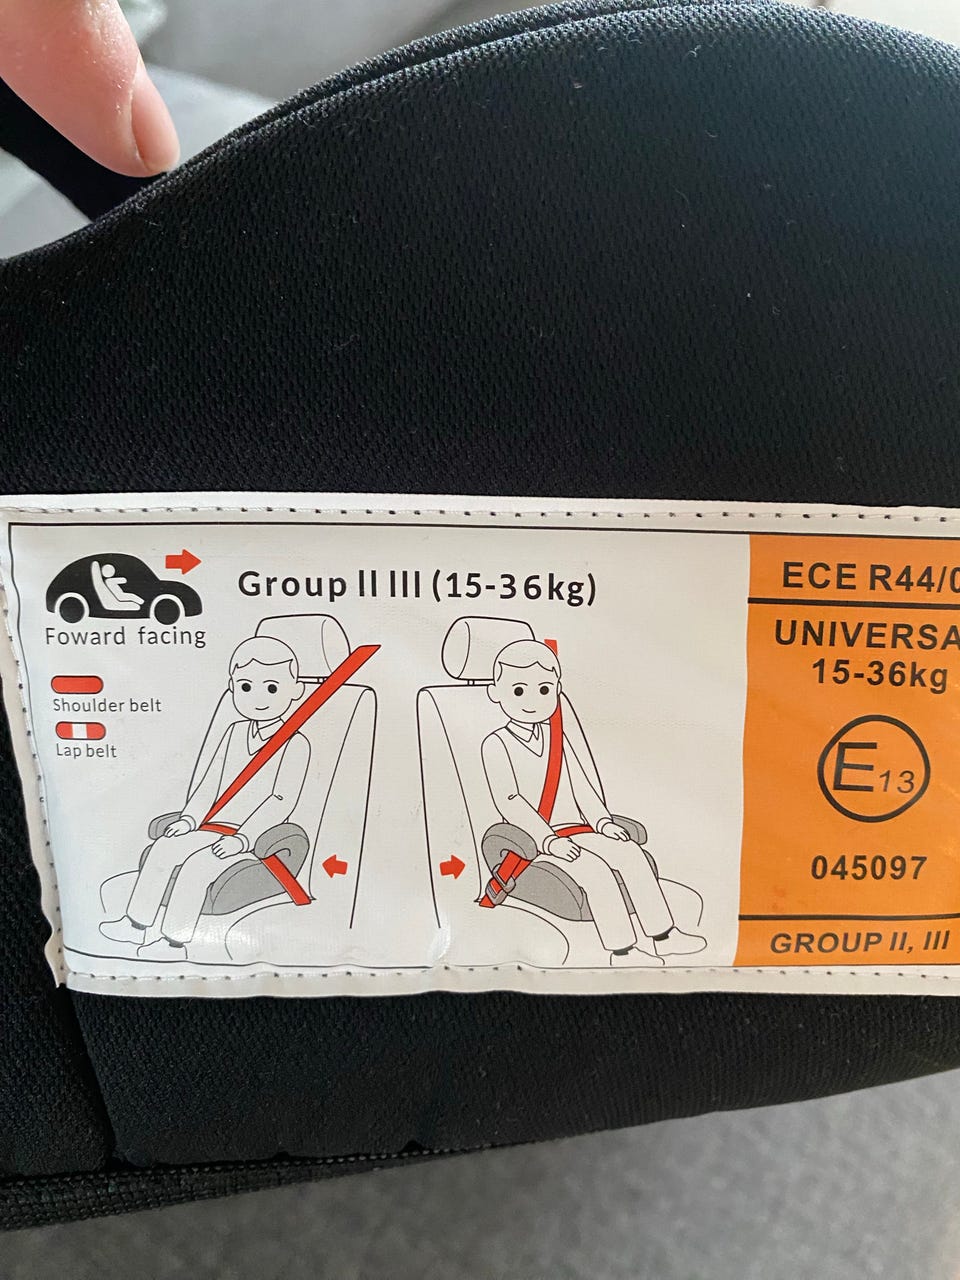 Foward facing
Group II III (15-36kg)
Shoulder belt
Lap belt
ECE R44/0
UNIVERSA
15-36kg
E13
045097
GROUP II, III